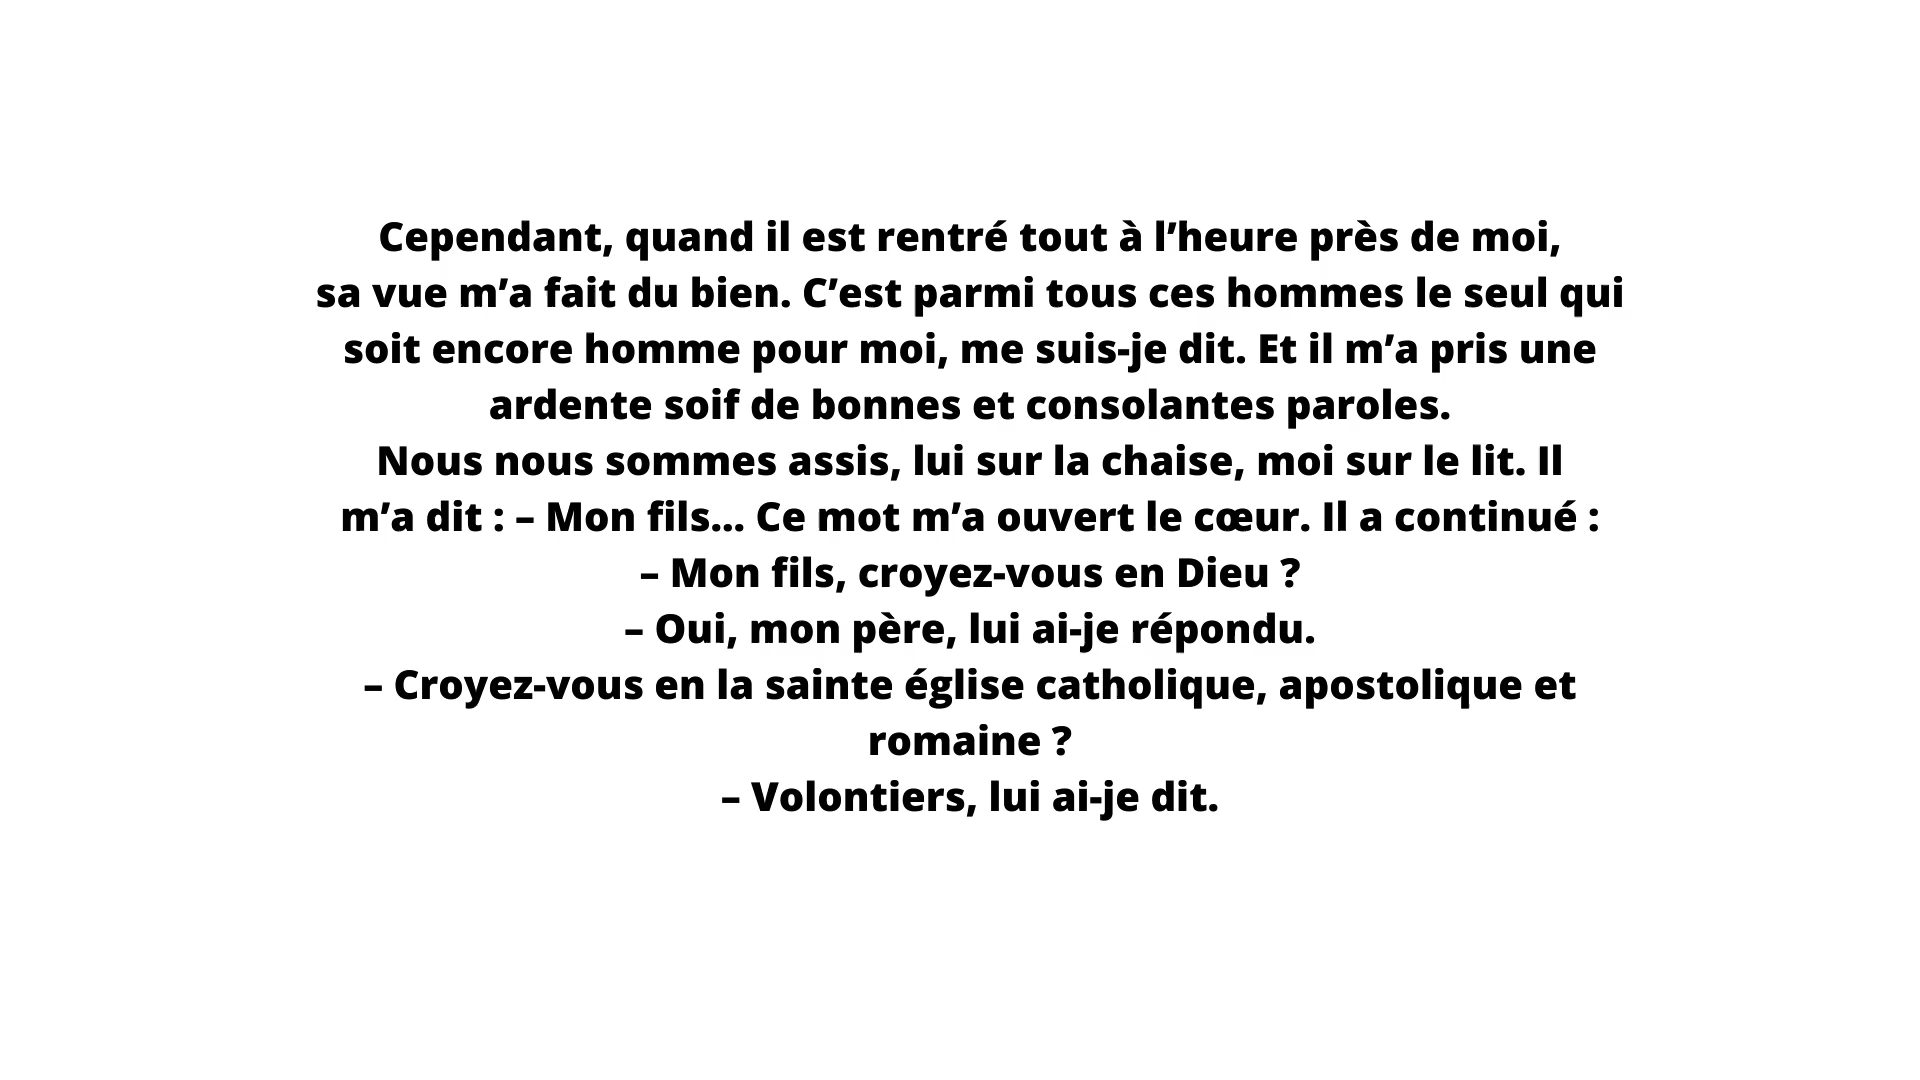 Cependant, quand il est rentré tout à l’heure près de moi,
sa vue m’a fait du bien. C’est parmi tous ces hommes le seul qui
soit encore homme pour moi, me suis-je dit. Et il m’a pris une
ardente soif de bonnes et consolantes paroles.
Nous nous sommes assis, lui sur la chaise, moi sur le lit. Il
m’a dit : – Mon fils... Ce mot m’a ouvert le cœur. Il a continué :
– Mon fils, croyez-vous en Dieu ?
– Oui, mon père, lui ai-je répondu.
– Croyez-vous en la sainte église catholique, apostolique et
romaine ?
– Volontiers, lui ai-je dit.